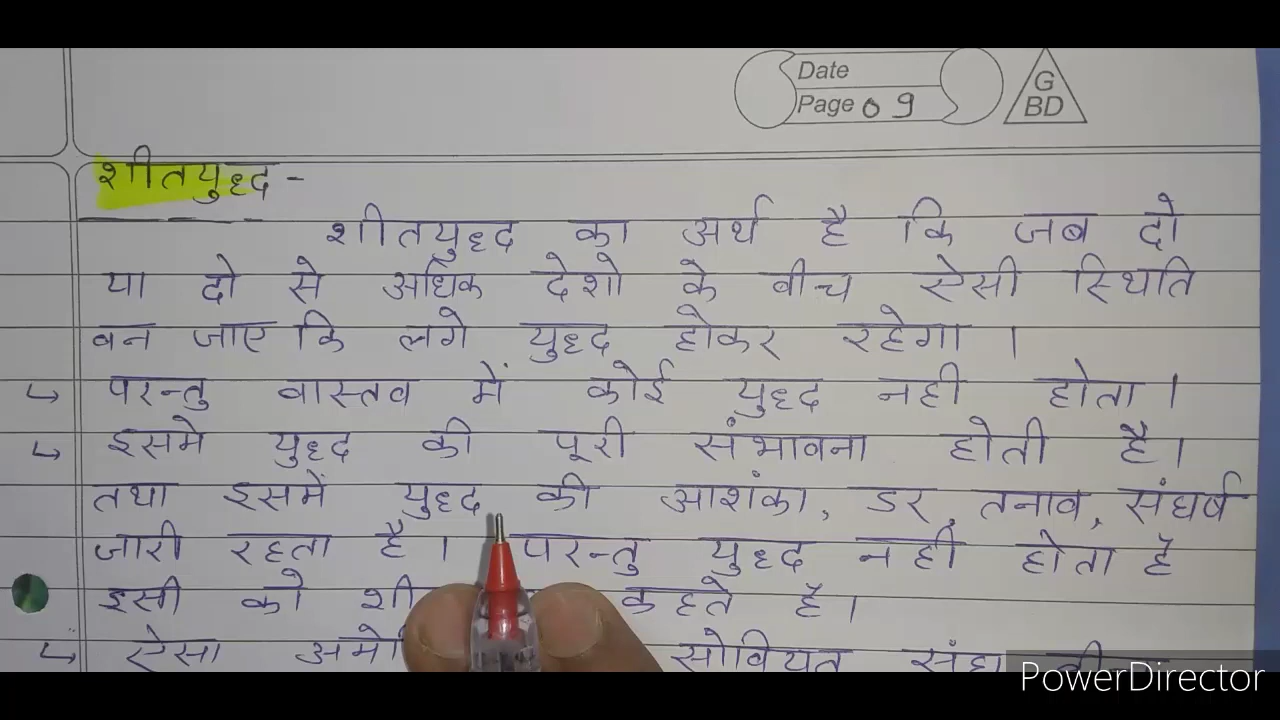 Date
Page 09
G
BD
शीतयुद्ध -
शीतयुद्ध का अर्थ है कि जब दो
या दो से अधिक देशो के बीच ऐसी स्थिति
बन जाए कि लगे युद्ध होकर रहेगा ।
↳ परन्तु वास्तव में कोई युद्ध नही होता ।
↳ इसमे युद्ध की पूरी संभावना होती है ।
तथा इसमें युद्ध की आशंका, डर, तनाव, संघर्ष
जारी रहता है । परन्तु युद्ध नही होता है
इसी को कहते है ।
↳ ऐसा सोवियत संघ
PowerDirector